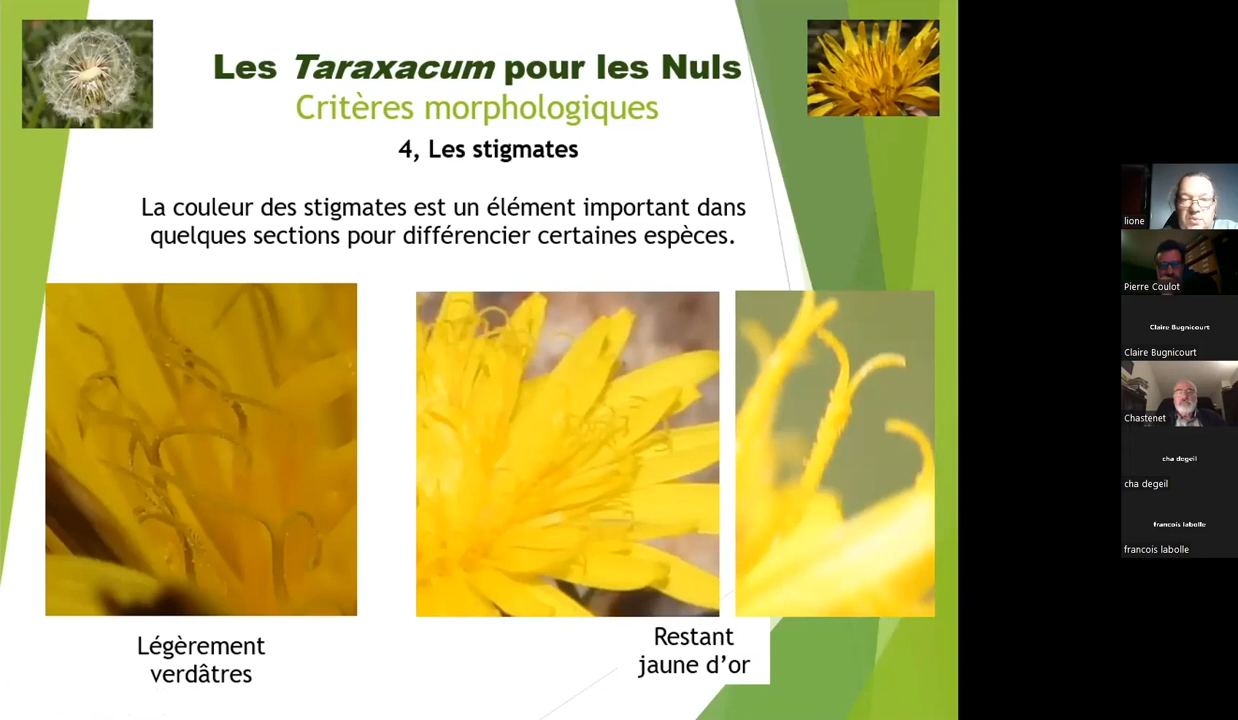 Les Taraxacum pour les Nuls
Critères morphologiques
4, Les stigmates
La couleur des stigmates est un élément important dans
quelques sections pour différencier certaines espèces.
Légèrement
verdâtres
Restant
jaune d’or
lione
Pierre Coulot
Claire Bugnicourt
Claire Bugnicourt
Chastenet
cha degeil
cha degeil
francois labolle
francois labolle